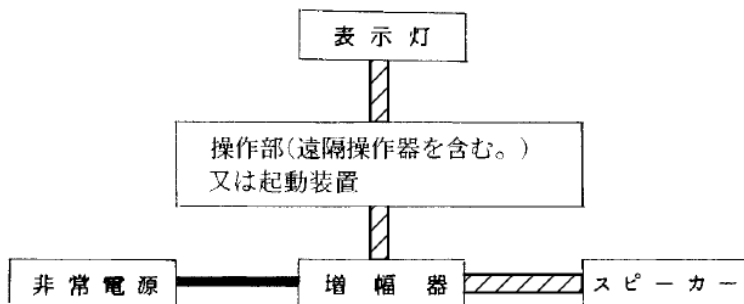 表示灯
操作部(遠隔操作器を含む。)
又は起動装置
非常電源
増幅器
スピーカー